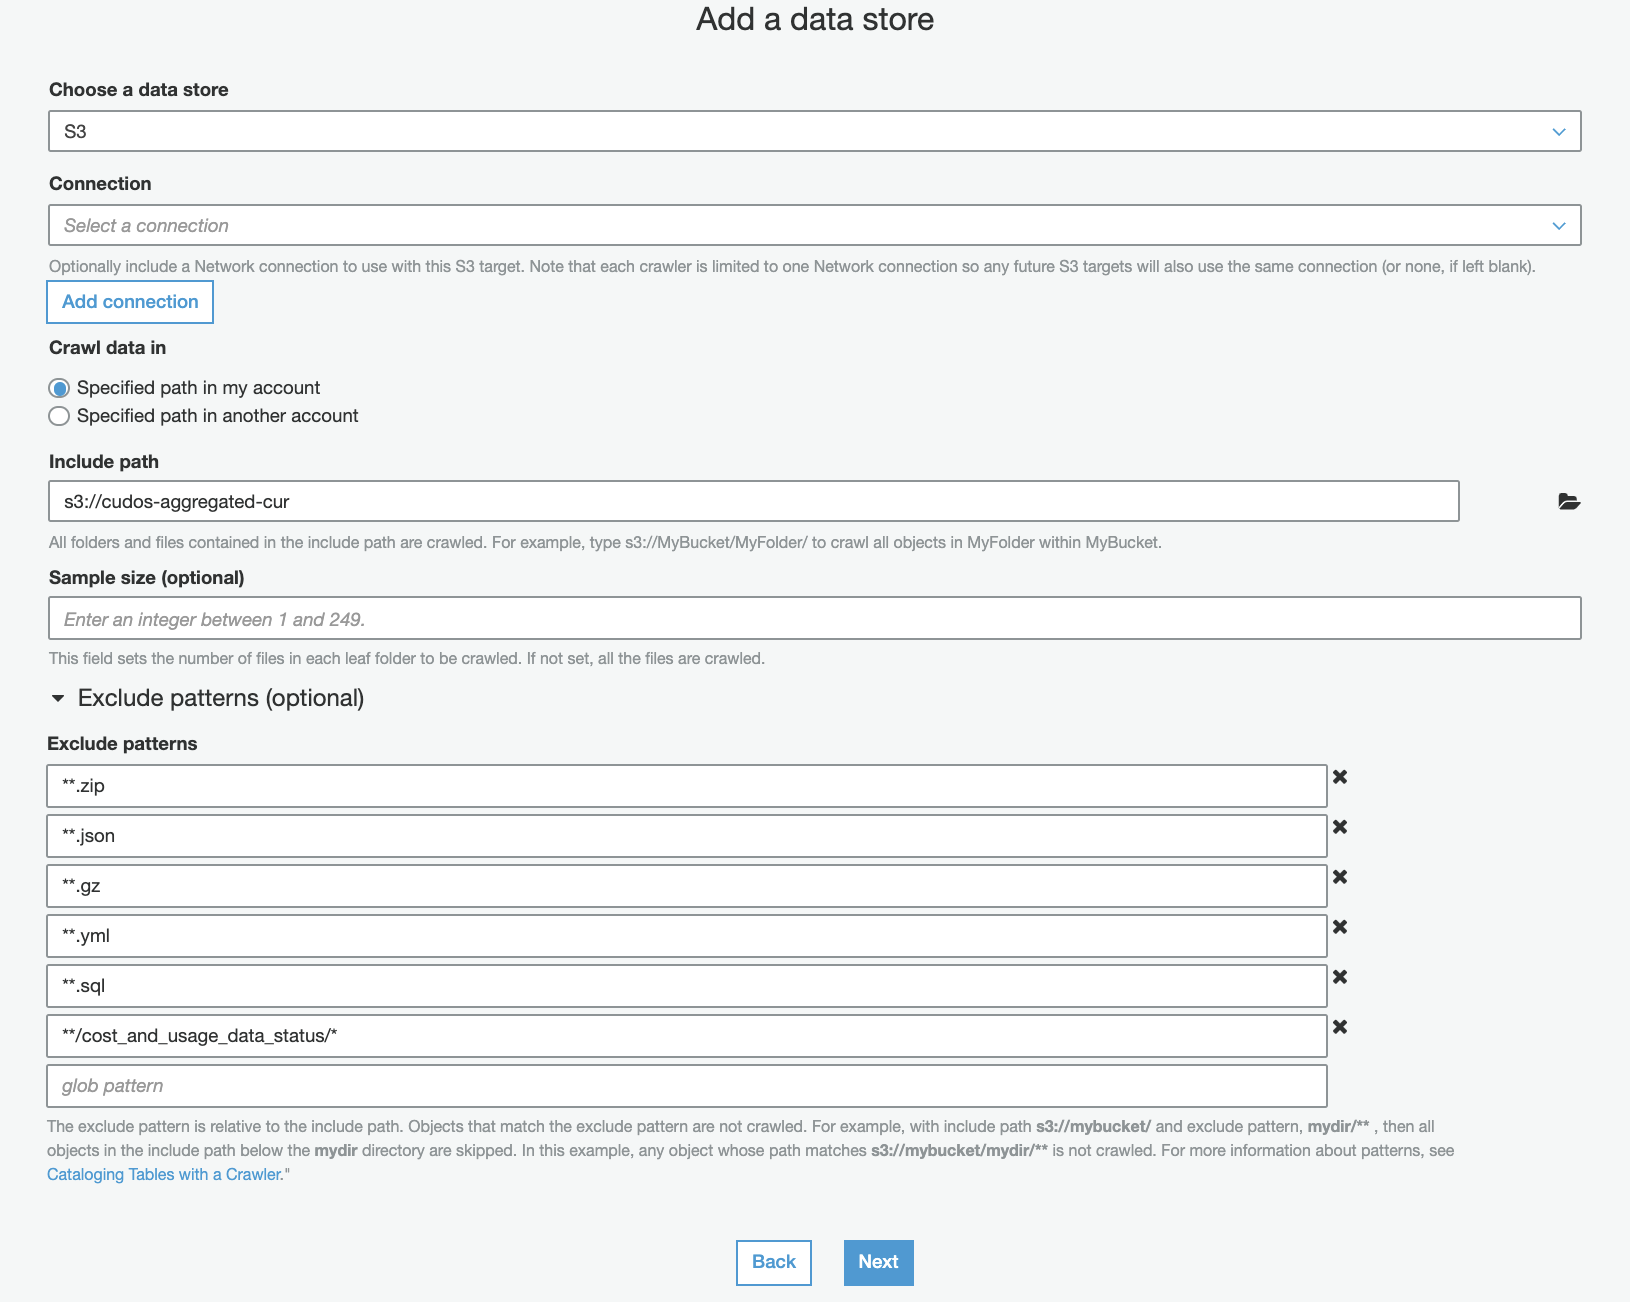 Add a data store
Choose a data store
S3
Connection
Select a connection
Optionally include a Network connection to use with this S3 target. Note that each crawler is limited to one Network connection so any future S3 targets will also use the same connection (or none, if left blank).
Add connection
Crawl data in
Specified path in my account
Specified path in another account
Include path
s3://cudos-aggregated-cur
All folders and files contained in the include path are crawled. For example, type s3://MyBucket/MyFolder/ to crawl all objects in MyFolder within MyBucket.
Sample size (optional)
Enter an integer between 1 and 249.
This field sets the number of files in each leaf folder to be crawled. If not set, all the files are crawled.
Exclude patterns (optional)
Exclude patterns
**.zip
**.json
**.gz
**.yml
**.sql
**/cost_and_usage_data_status/*
glob pattern
The exclude pattern is relative to the include path. Objects that match the exclude pattern are not crawled. For example, with include path s3://mybucket/ and exclude pattern, mydir/** , then all
objects in the include path below the mydir directory are skipped. In this example, any object whose path matches s3://mybucket/mydir/** is not crawled. For more information about patterns, see
Cataloging Tables with a Crawler."
Back
Next